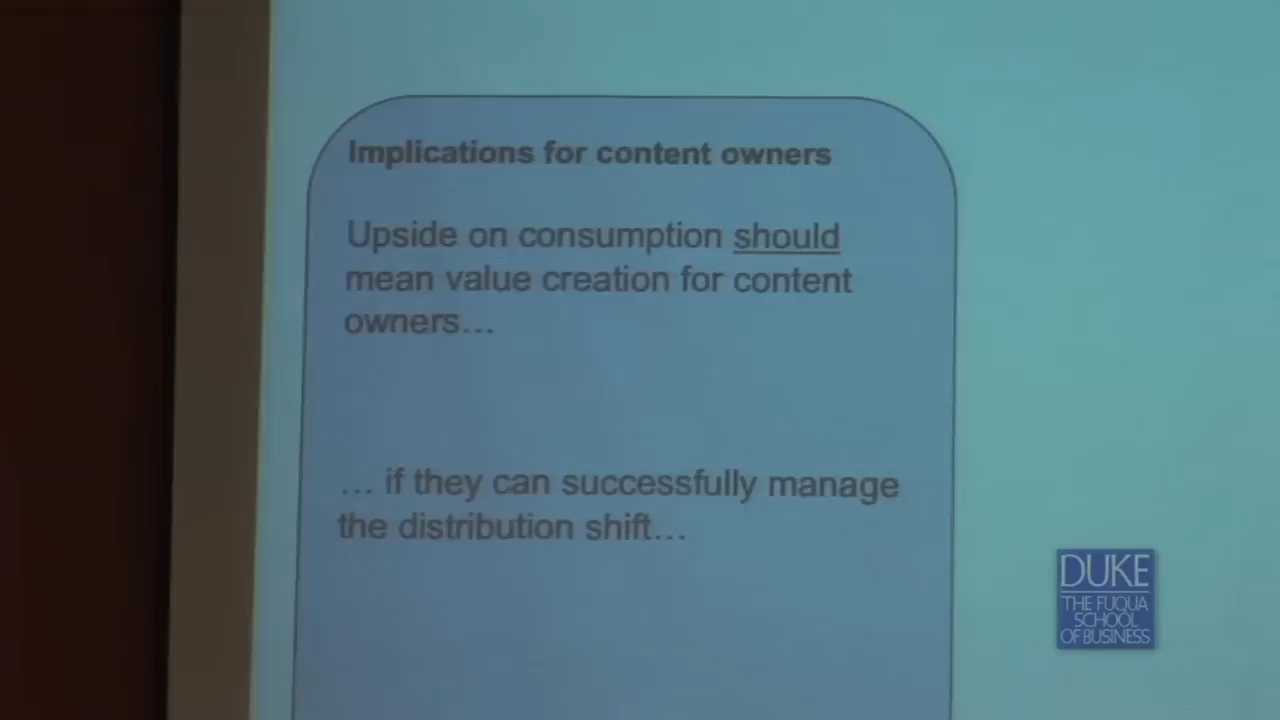 Implications for content owners
Upside on consumption should
mean value creation for content
owners...
... if they can successfully manage
the distribution shift...
DUKE
THE FUQUA
SCHOOL
OF BUSINESS